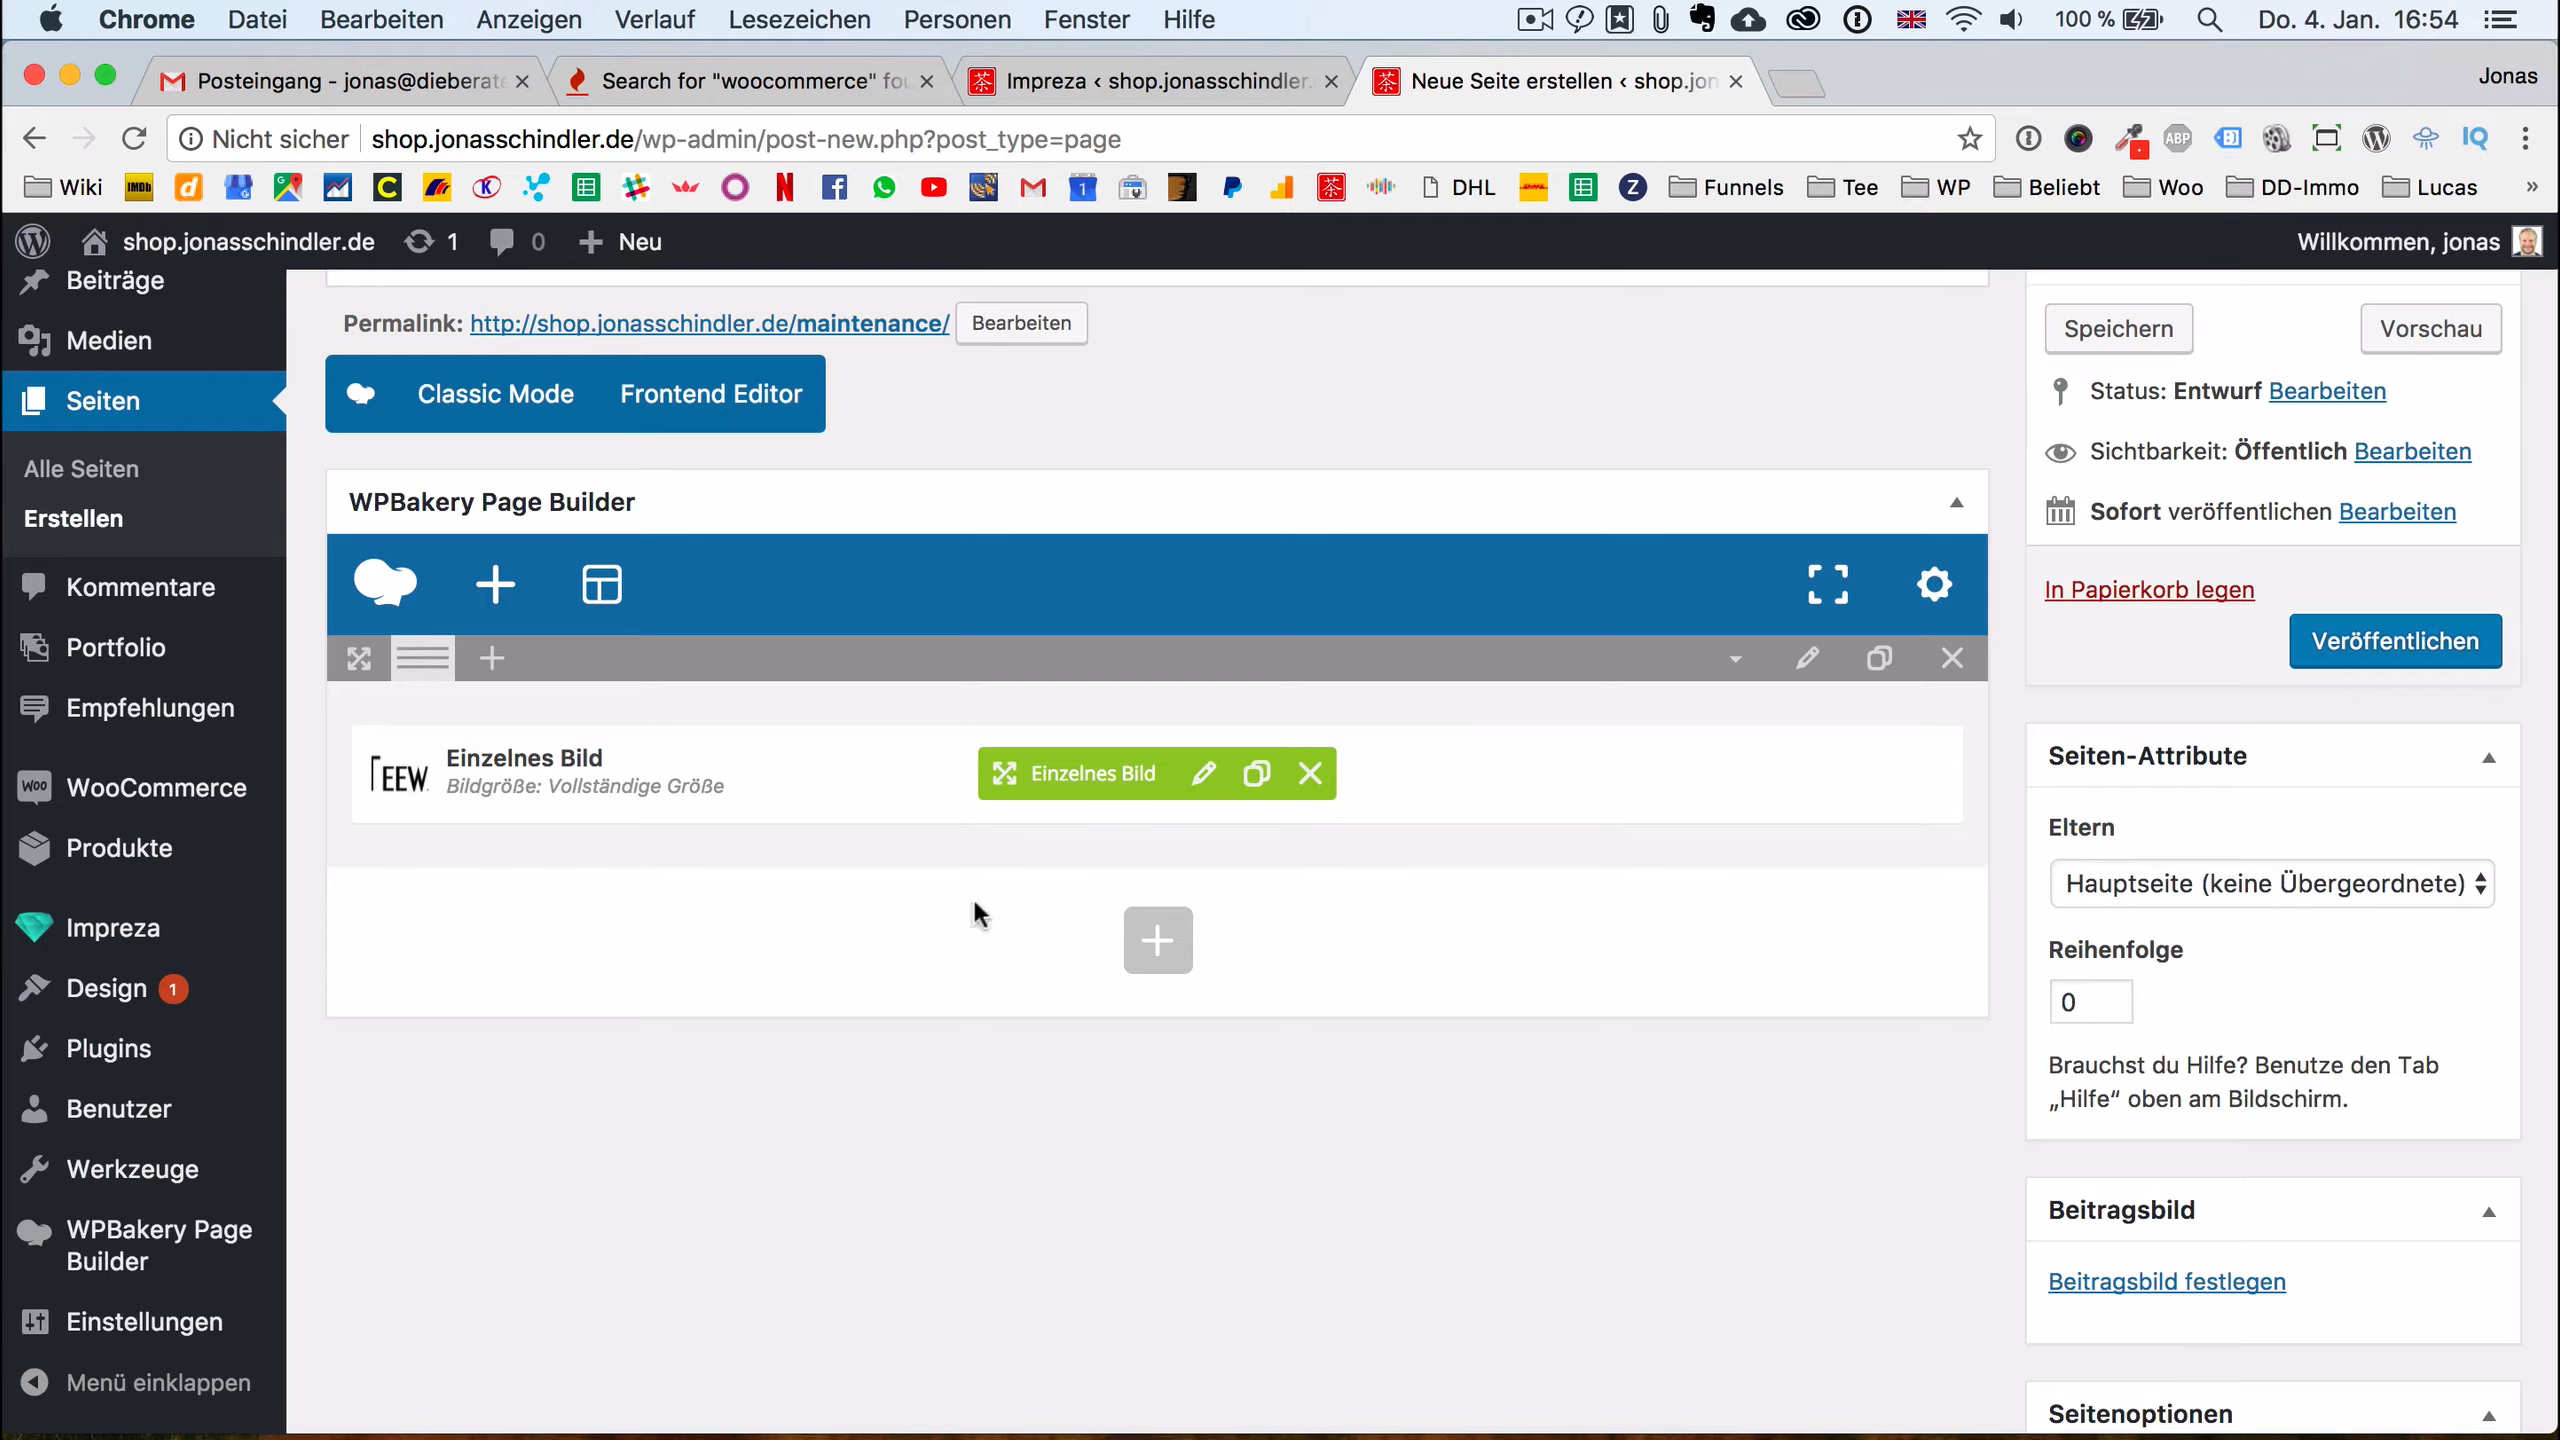 Chrome Datei Bearbeiten Anzeigen Verlauf Lesezeichen Personen Fenster Hilfe 100 % Do. 4. Jan. 16:54
Posteingang - jonas@dieberate
Search for "woocommerce" fou
Impreza ‹ shop.jonasschindler.
Neue Seite erstellen ‹ shop.jon
Jonas
Nicht sicher shop.jonasschindler.de/wp-admin/post-new.php?post_type=page
ABP
IQ
Wiki IMDb DHL Funnels Tee WP Beliebt Woo DD-Immo Lucas »
shop.jonasschindler.de 1 0 Neu
Willkommen, jonas
Beiträge
Medien
Seiten
Alle Seiten
Erstellen
Kommentare
Portfolio
Empfehlungen
WooCommerce
Produkte
Impreza
Design 1
Plugins
Benutzer
Werkzeuge
WPBakery Page
Builder
Einstellungen
Menü einklappen
Permalink: http://shop.jonasschindler.de/maintenance/ Bearbeiten
Classic Mode Frontend Editor
WPBakery Page Builder
TEEW
Einzelnes Bild
Bildgröße: Vollständige Größe
Einzelnes Bild
Speichern Vorschau
Status: Entwurf Bearbeiten
Sichtbarkeit: Öffentlich Bearbeiten
Sofort veröffentlichen Bearbeiten
In Papierkorb legen
Veröffentlichen
Seiten-Attribute
Eltern
Hauptseite (keine Übergeordnete)
Reihenfolge
0
Brauchst du Hilfe? Benutze den Tab
„Hilfe“ oben am Bildschirm.
Beitragsbild
Beitragsbild festlegen
Seitenoptionen